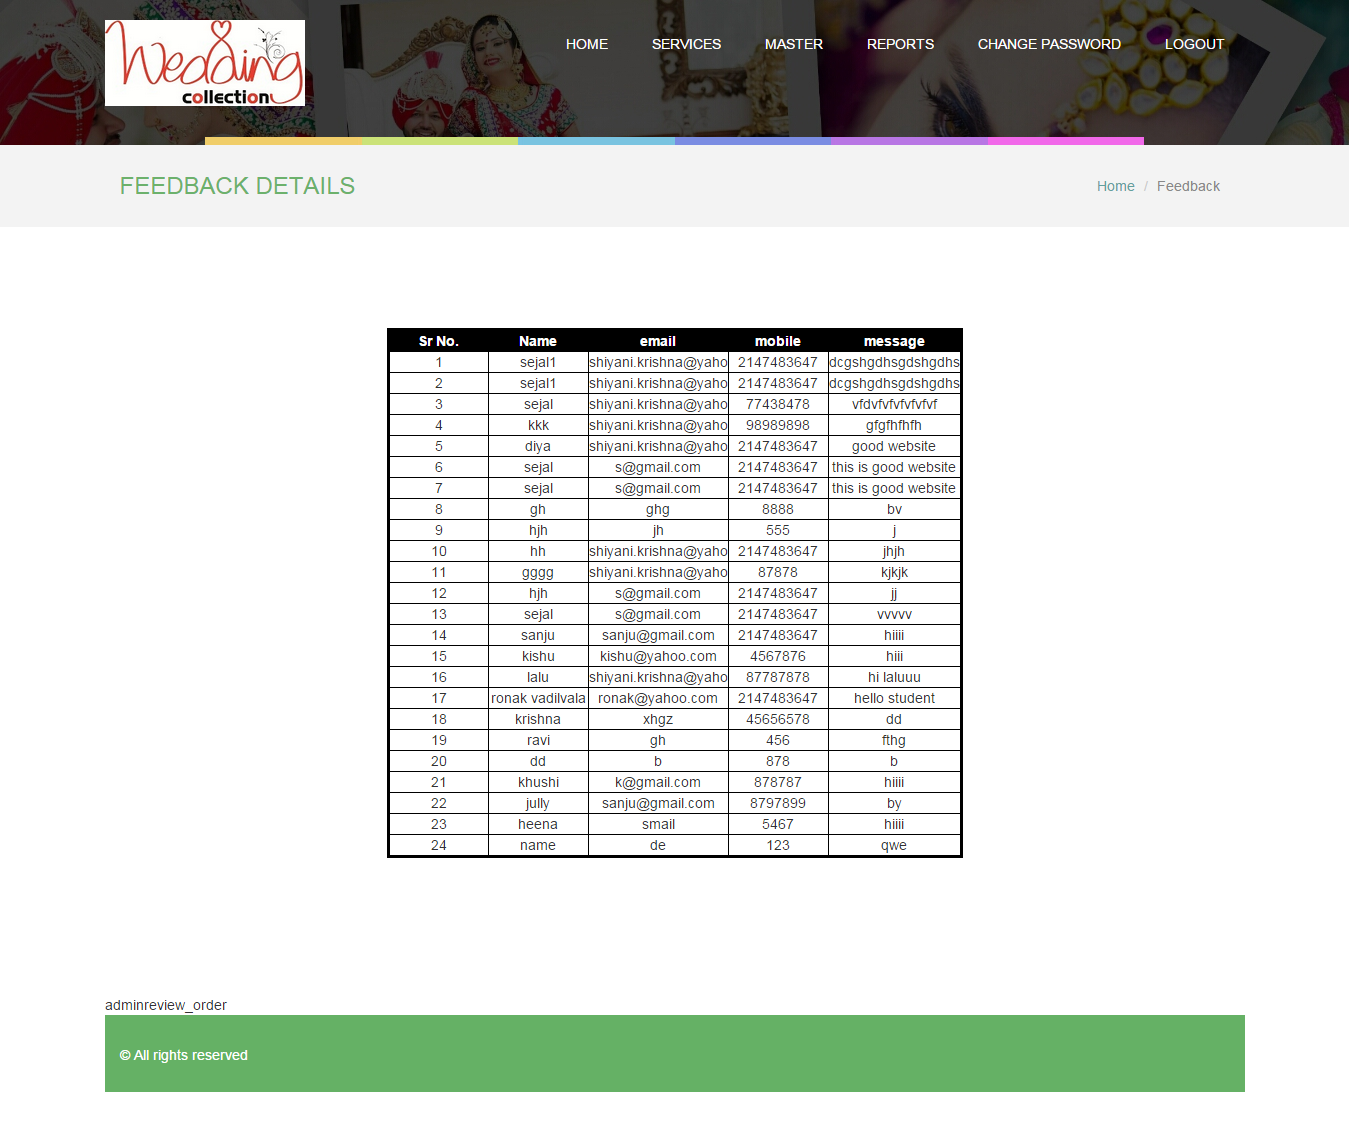 Wedding
collection
HOME SERVICES MASTER REPORTS CHANGE PASSWORD LOGOUT
FEEDBACK DETAILS
Home / Feedback
Sr No. Name email mobile message
1 sejal1 shiyani.krishna@yaho 2147483647 dcgshgdhsgdshgdhs
2 sejal1 shiyani.krishna@yaho 2147483647 dcgshgdhsgdshgdhs
3 sejal shiyani.krishna@yaho 77438478 vfdvfvfvfvfvfvf
4 kkk shiyani.krishna@yaho 98989898 gfgfhfhfh
5 diya shiyani.krishna@yaho 2147483647 good website
6 sejal s@gmail.com 2147483647 this is good website
7 sejal s@gmail.com 2147483647 this is good website
8 gh ghg 8888 bv
9 hjh jh 555 j
10 hh shiyani.krishna@yaho 2147483647 jhjh
11 gggg shiyani.krishna@yaho 87878 kjkjk
12 hjh s@gmail.com 2147483647 jj
13 sejal s@gmail.com 2147483647 vvvvv
14 sanju sanju@gmail.com 2147483647 hiiii
15 kishu kishu@yahoo.com 4567876 hiii
16 lalu shiyani.krishna@yaho 87787878 hi laluuu
17 ronak vadilvala ronak@yahoo.com 2147483647 hello student
18 krishna xhgz 45656578 dd
19 ravi gh 456 fthg
20 dd b 878 b
21 khushi k@gmail.com 878787 hiiii
22 jully sanju@gmail.com 8797899 by
23 heena smail 5467 hiiii
24 name de 123 qwe
adminreview_order
© All rights reserved